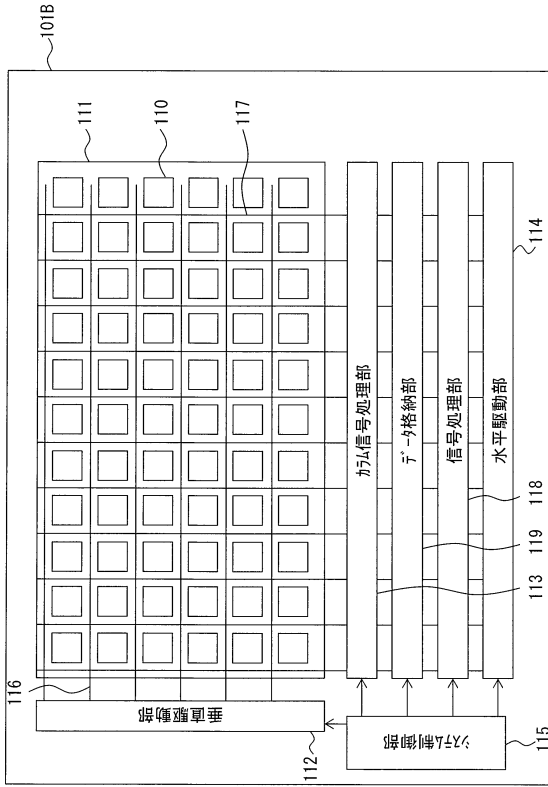 101B
111
110
117
116
垂直駆動部
112
カラム信号処理部
データ格納部
信号処理部
水平駆動部
114
118
119
113
システム制御部
115